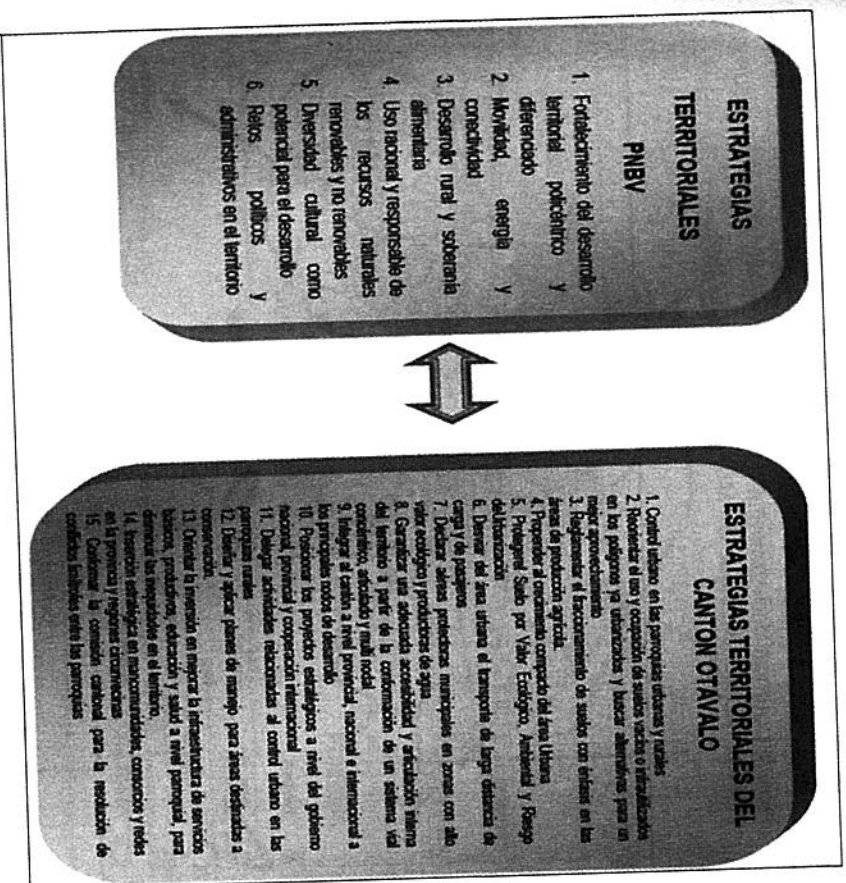 ESTRATEGIAS
TERRITORIALES
PNBV
1. Fortalecimiento del desarrollo
territorial policéntrico y
diferenciado
2. Movilidad, energía y
conectividad
3. Desarrollo rural y soberanía
alimentaria
4. Uso racional y responsable de
los recursos naturales
renovables y no renovables
5. Diversidad cultural como
potencial para el desarrollo
6. Retos políticos y
administrativos en el territorio
ESTRATEGIAS TERRITORIALES DEL
CANTON OTAVALO
1. Control urbano en las parroquias urbanas y rurales
2 Reorientar el uso y ocupación de suelos vacíos o infrautilizados
en los polígonos ya urbanizados y buscar alternativas para un
mejor aprovechamiento
3. Reglamentar el fraccionamiento de suelos con énfasis en las
áreas de producción agrícola.
4. Propender al crecimiento compacto del área Urbana
5. Proteger el Suelo por Valor Ecológico, Ambiental y Riesgo
de Urbanización
6. Derivar del área urbana el transporte de larga distancia de
carga y de pasajeros
7. Declarar áreas protectoras municipales en zonas con alto
valor ecológico y productoras de agua
8. Garantizar una adecuada accesibilidad y articulación interna
del territorio a partir de la conformación de un sistema vial
concéntrico, articulado y multi nodal
9. Integrar al cantón a nivel provincial, nacional e internacional a
los principales nodos de desarrollo
10. Posicionar los proyectos estratégicos a nivel del gobierno
nacional, provincial y cooperación internacional
11. Delegar actividades relacionadas al control urbano en las
parroquias rurales
12. Diseñar y aplicar planes de manejo para áreas destinadas a
conservación.
13. Orientar la inversión en mejorar la infraestructura de servicios
básicos, productivos, educación y salud a nivel parroquial, para
disminuir las inequidades en el territorio.
14. Inserción estratégica en mancomunidades, consorcios y redes
en la provincia y regiones circunvecinas
15. Conformar la comisión cantonal para la resolución de
conflictos limítrofes entre las parroquias